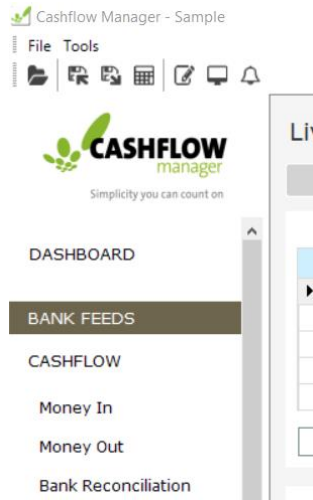 Cashflow Manager - Sample
File Tools
CASHFLOW
manager
Simplicity you can count on
DASHBOARD
BANK FEEDS
CASHFLOW
Money In
Money Out
Bank Reconciliation